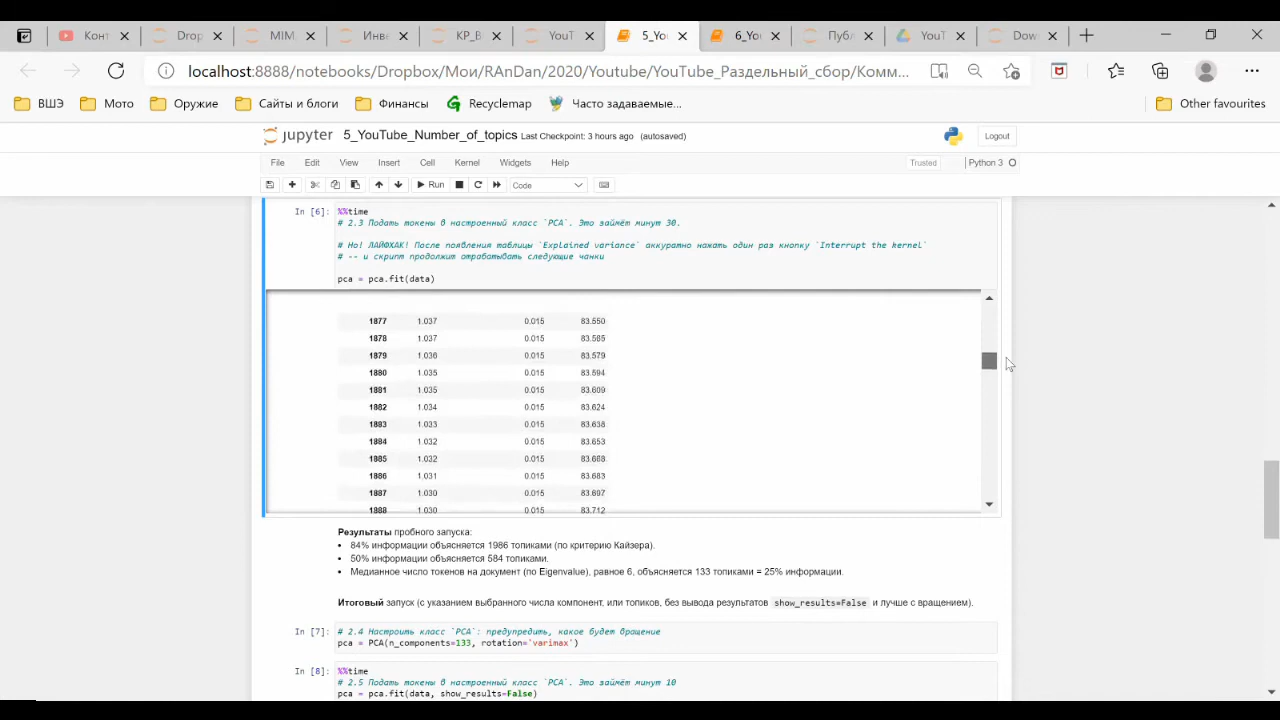 Конт
Drop
MIM
Инве
KP_B
YouT
5_You
6_You
Публ
YouT
Dow
localhost:8888/notebooks/Dropbox/Мои/RAnDan/2020/Youtube/YouTube_Раздельный_сбор/Комм...
ВШЭ
Мото
Оружие
Сайты и блоги
Финансы
Recyclemap
Часто задаваемые...
Other favourites
jupyter 5_YouTube_Number_of_topics Last Checkpoint: 3 hours ago (autosaved)
Logout
File Edit View Insert Cell Kernel Widgets Help
Trusted
Python 3
Run
Code
In [6]: %%time
# 2.3 Подать токены в настроенный класс `PCA`. Это займёт минут 30.
# Но! ЛАЙФХАК! После появления таблицы `Explained variance` аккуратно нажать один раз кнопку `Interrupt the kernel`
# -- и скрипт продолжит отрабатывать следующие чанки
pca = pca.fit(data)
1877 1.037 0.015 83.550
1878 1.037 0.015 83.565
1879 1.036 0.015 83.579
1880 1.035 0.015 83.594
1881 1.035 0.015 83.609
1882 1.034 0.015 83.624
1883 1.033 0.015 83.638
1884 1.032 0.015 83.653
1885 1.032 0.015 83.668
1886 1.031 0.015 83.683
1887 1.030 0.015 83.697
1888 1.030 0.015 83.712
Результаты пробного запуска:
• 84% информации объясняется 1986 топиками (по критерию Кайзера).
• 50% информации объясняется 584 топиками.
• Медианное число токенов на документ (по Eigenvalue), равное 6, объясняется 133 топиками = 25% информации.
Итоговый запуск (с указанием выбранного числа компонент, или топиков, без вывода результатов show_results=False и лучше с вращением).
In [7]: # 2.4 Настроить класс `PCA`: предупредить, какое будет вращение
pca = PCA(n_components=133, rotation='varimax')
In [8]: %%time
# 2.5 Подать токены в настроенный класс `PCA`. Это займёт минут 10
pca = pca.fit(data, show_results=False)